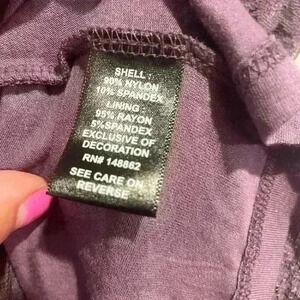 SHELL:
90% NYLON
10% SPANDEX
LINING:
95% RAYON
5%SPANDEX
EXCLUSIVE OF
DECORATION
RN# 148862
SEE CARE ON
REVERSE